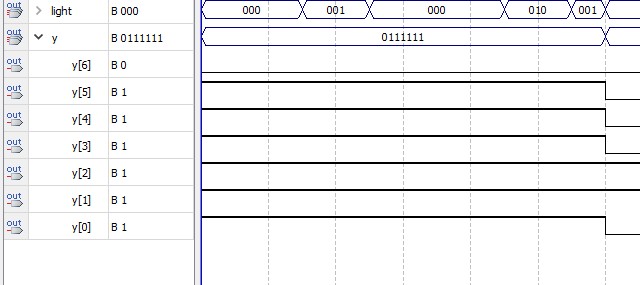 out light B 000 000 001 000 010 001
out y B 0111111 0111111
out y[6] B 0
out y[5] B 1
out y[4] B 1
out y[3] B 1
out y[2] B 1
out y[1] B 1
out y[0] B 1